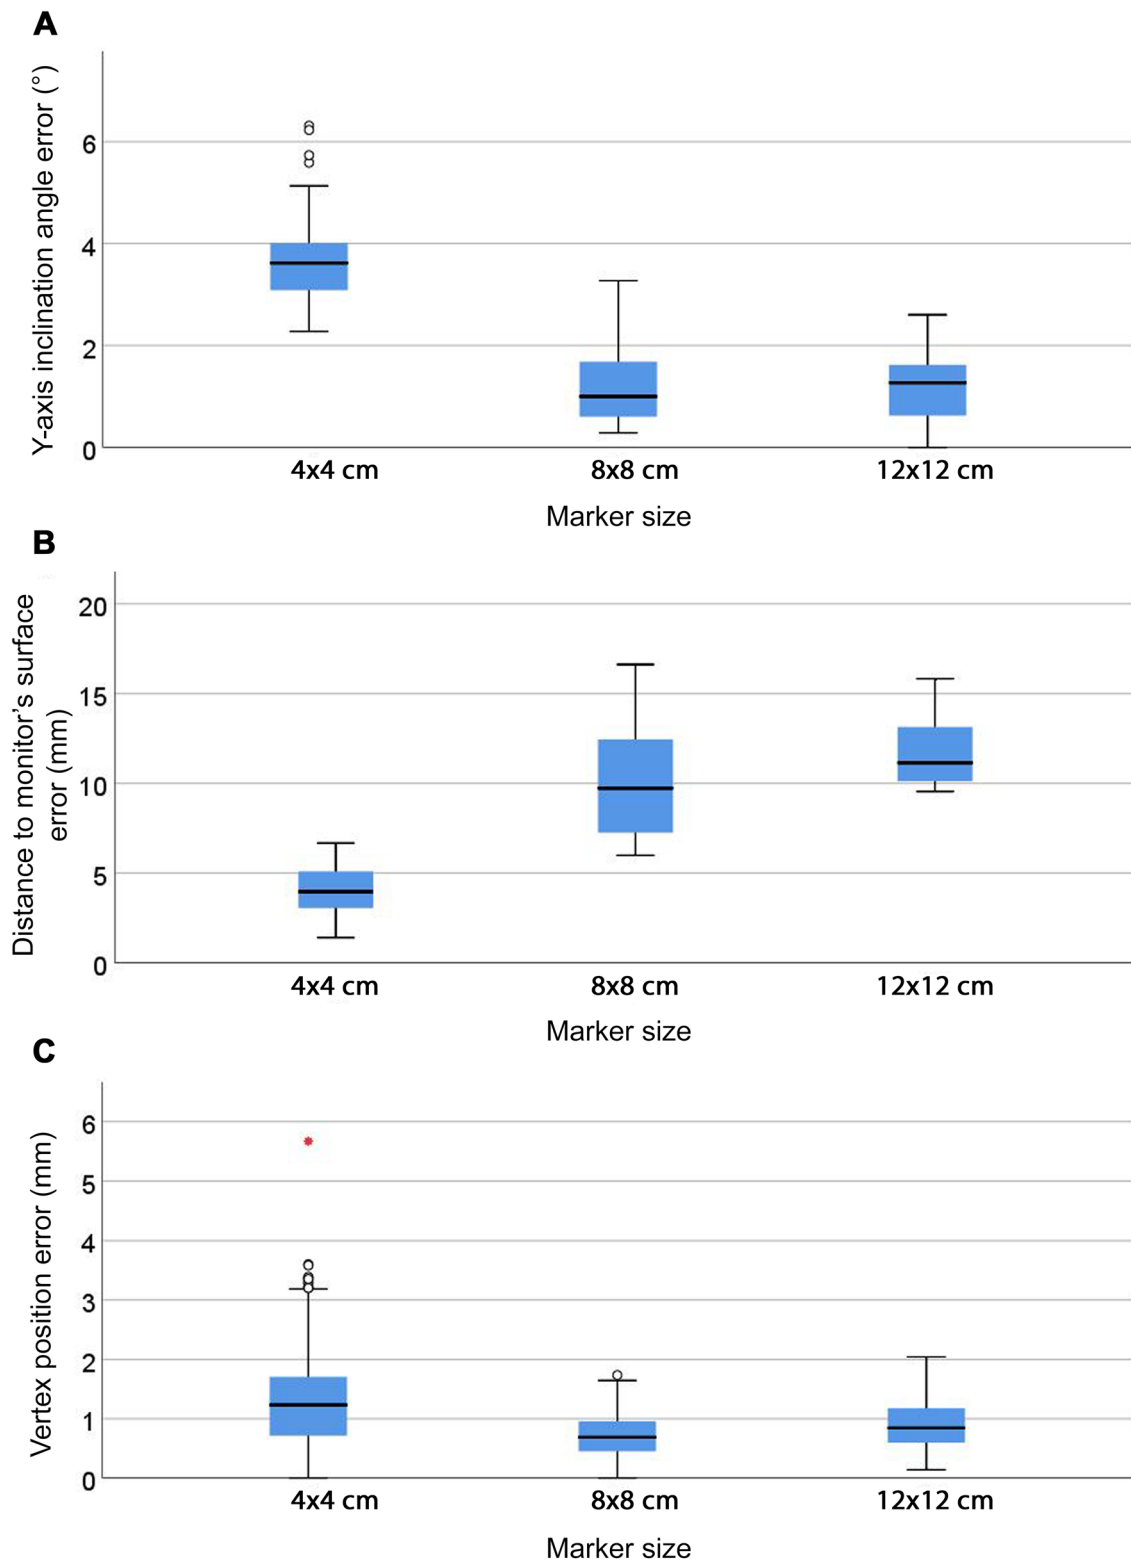 A
Y-axis inclination angle error (°)
6
4
2
0
4x4 cm 8x8 cm 12x12 cm
Marker size
B
Distance to monitor's surface
error (mm)
20
15
10
5
0
4x4 cm 8x8 cm 12x12 cm
Marker size
C
Vertex position error (mm)
6
5
4
3
2
1
0
4x4 cm 8x8 cm 12x12 cm
Marker size